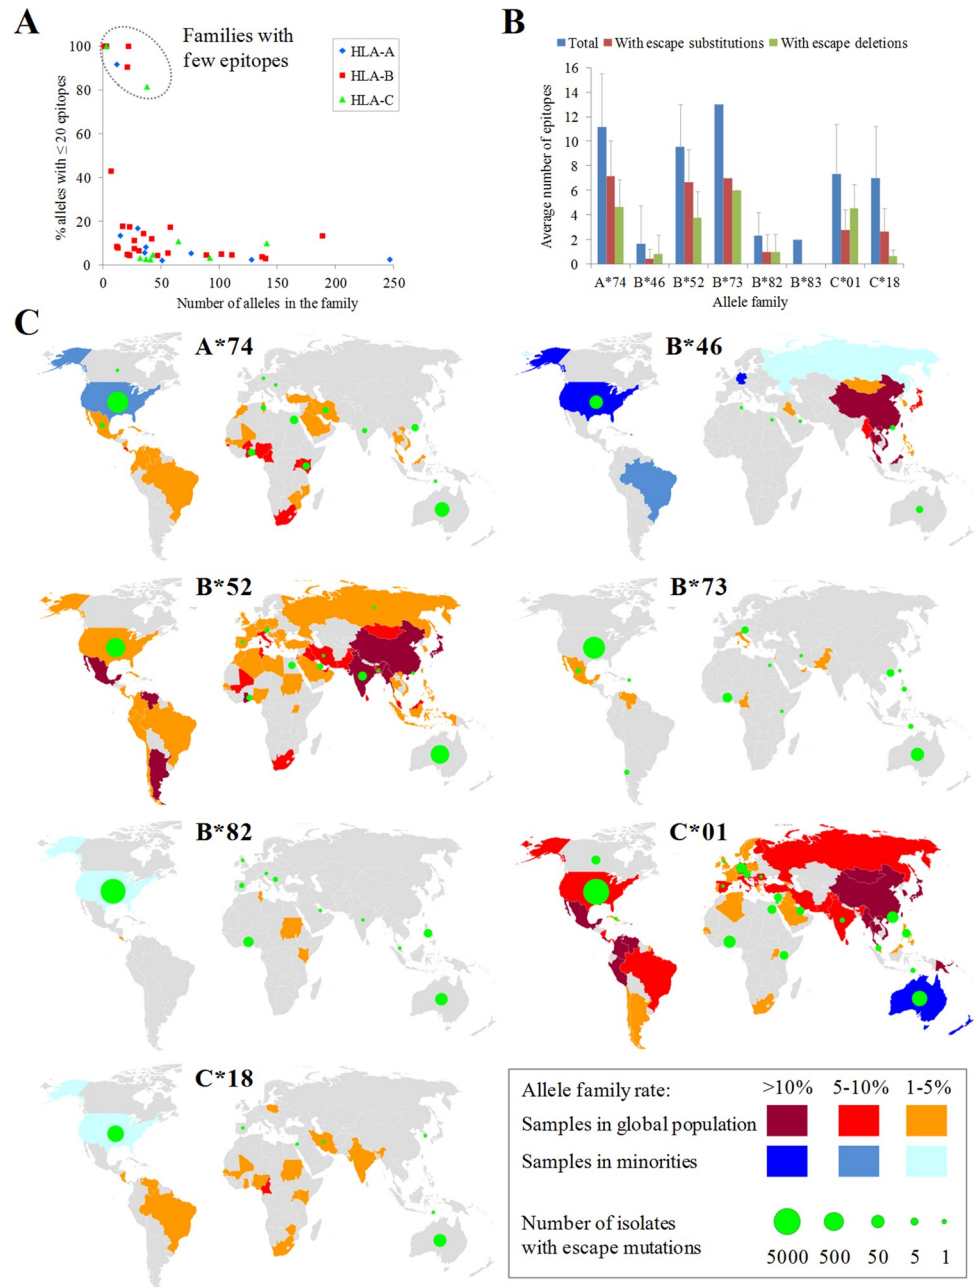 A
% alleles with ≤ 20 epitopes
100
80
60
40
20
0
0 50 100 150 200 250
Number of alleles in the family
Families with
few epitopes
HLA-A
HLA-B
HLA-C
B
Total With escape substitutions With escape deletions
Average number of epitopes
16
14
12
10
8
6
4
2
0
A*74 B*46 B*52 B*73 B*82 B*83 C*01 C*18
Allele family
C
A*74
B*46
B*52
B*73
B*82
C*01
C*18
Allele family rate: >10% 5-10% 1-5%
Samples in global population
Samples in minorities
Number of isolates
with escape mutations
5000 500 50 5 1